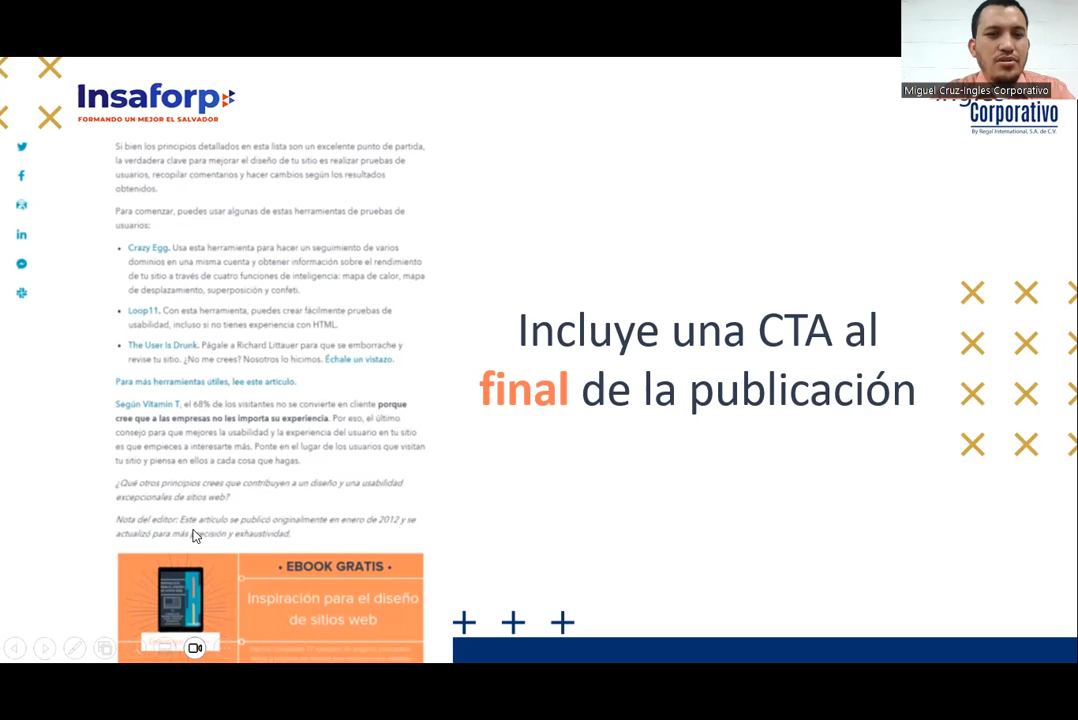 Insaforp
FORMANDO UN MEJOR EL SALVADOR
Miguel Cruz-Ingles Corporativo
Corporativo
By Regal International, S.A. de C.V.
Si bien los principios detallados en esta lista son un excelente punto de partida,
la verdadera clave para mejorar el diseño de tu sitio es realizar pruebas de
usuarios, recopilar comentarios y hacer cambios según los resultados
obtenidos.
Para comenzar, puedes usar algunas de estas herramientas de pruebas de
usuarios:
• Crazy Egg. Usa esta herramienta para hacer un seguimiento de varios
dominios en una misma cuenta y obtener información sobre el rendimiento
de tu sitio a través de cuatro funciones de inteligencia: mapa de calor, mapa
de desplazamiento, superposición y confeti.
• Loop11. Con esta herramienta, puedes crear fácilmente pruebas de
usabilidad, incluso si no tienes experiencia con HTML.
• The User Is Drunk. Págale a Richard Littauer para que se emborrache y
revise tu sitio. ¿No me crees? Nosotros lo hicimos. Échale un vistazo.
Para más herramientas útiles, lee este artículo.
Según Vitamin T, el 68% de los visitantes no se convierte en cliente porque
cree que a las empresas no les importa su experiencia. Por eso, el último
consejo para que mejores la usabilidad y la experiencia del usuario en tu sitio
es que empieces a interesarte más. Ponte en el lugar de los usuarios que visitan
tu sitio y piensa en ellos a cada cosa que hagas.
¿Qué otros principios crees que contribuyen a un diseño y una usabilidad
excepcionales de sitios web?
Nota del editor: Este artículo se publicó originalmente en enero de 2012 y se
actualizó para más precisión y exhaustividad.
• EBOOK GRATIS •
Inspiración para el diseño
de sitios web
Incluye una CTA al
final de la publicación